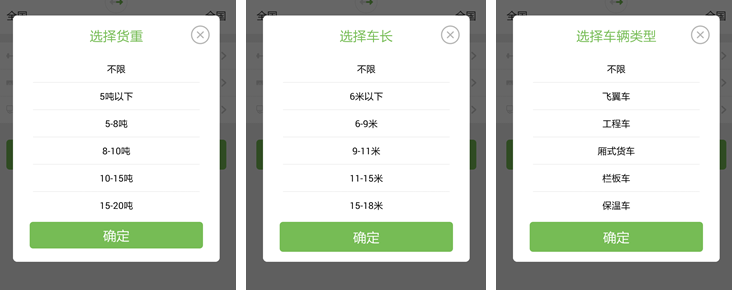 全国 全国
选择货重
不限
5吨以下
5-8吨
8-10吨
10-15吨
15-20吨
确定
全国 全国
选择车长
不限
6米以下
6-9米
9-11米
11-15米
15-18米
确定
全国 全国
选择车辆类型
不限
飞翼车
工程车
厢式货车
栏板车
保温车
确定